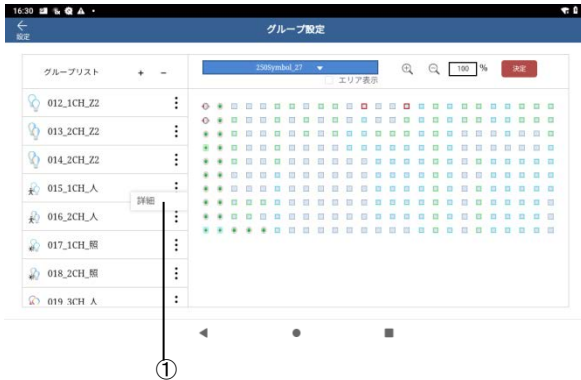 16:30
グループ設定
設定
グループリスト + −
250Symbol_27
エリア表示
100 %
決定
012_1CH_Z2
013_2CH_Z2
014_2CH_Z2
015_1CH_人
詳細
016_2CH_人
017_1CH_照
018_2CH_照
019_3CH_人
①